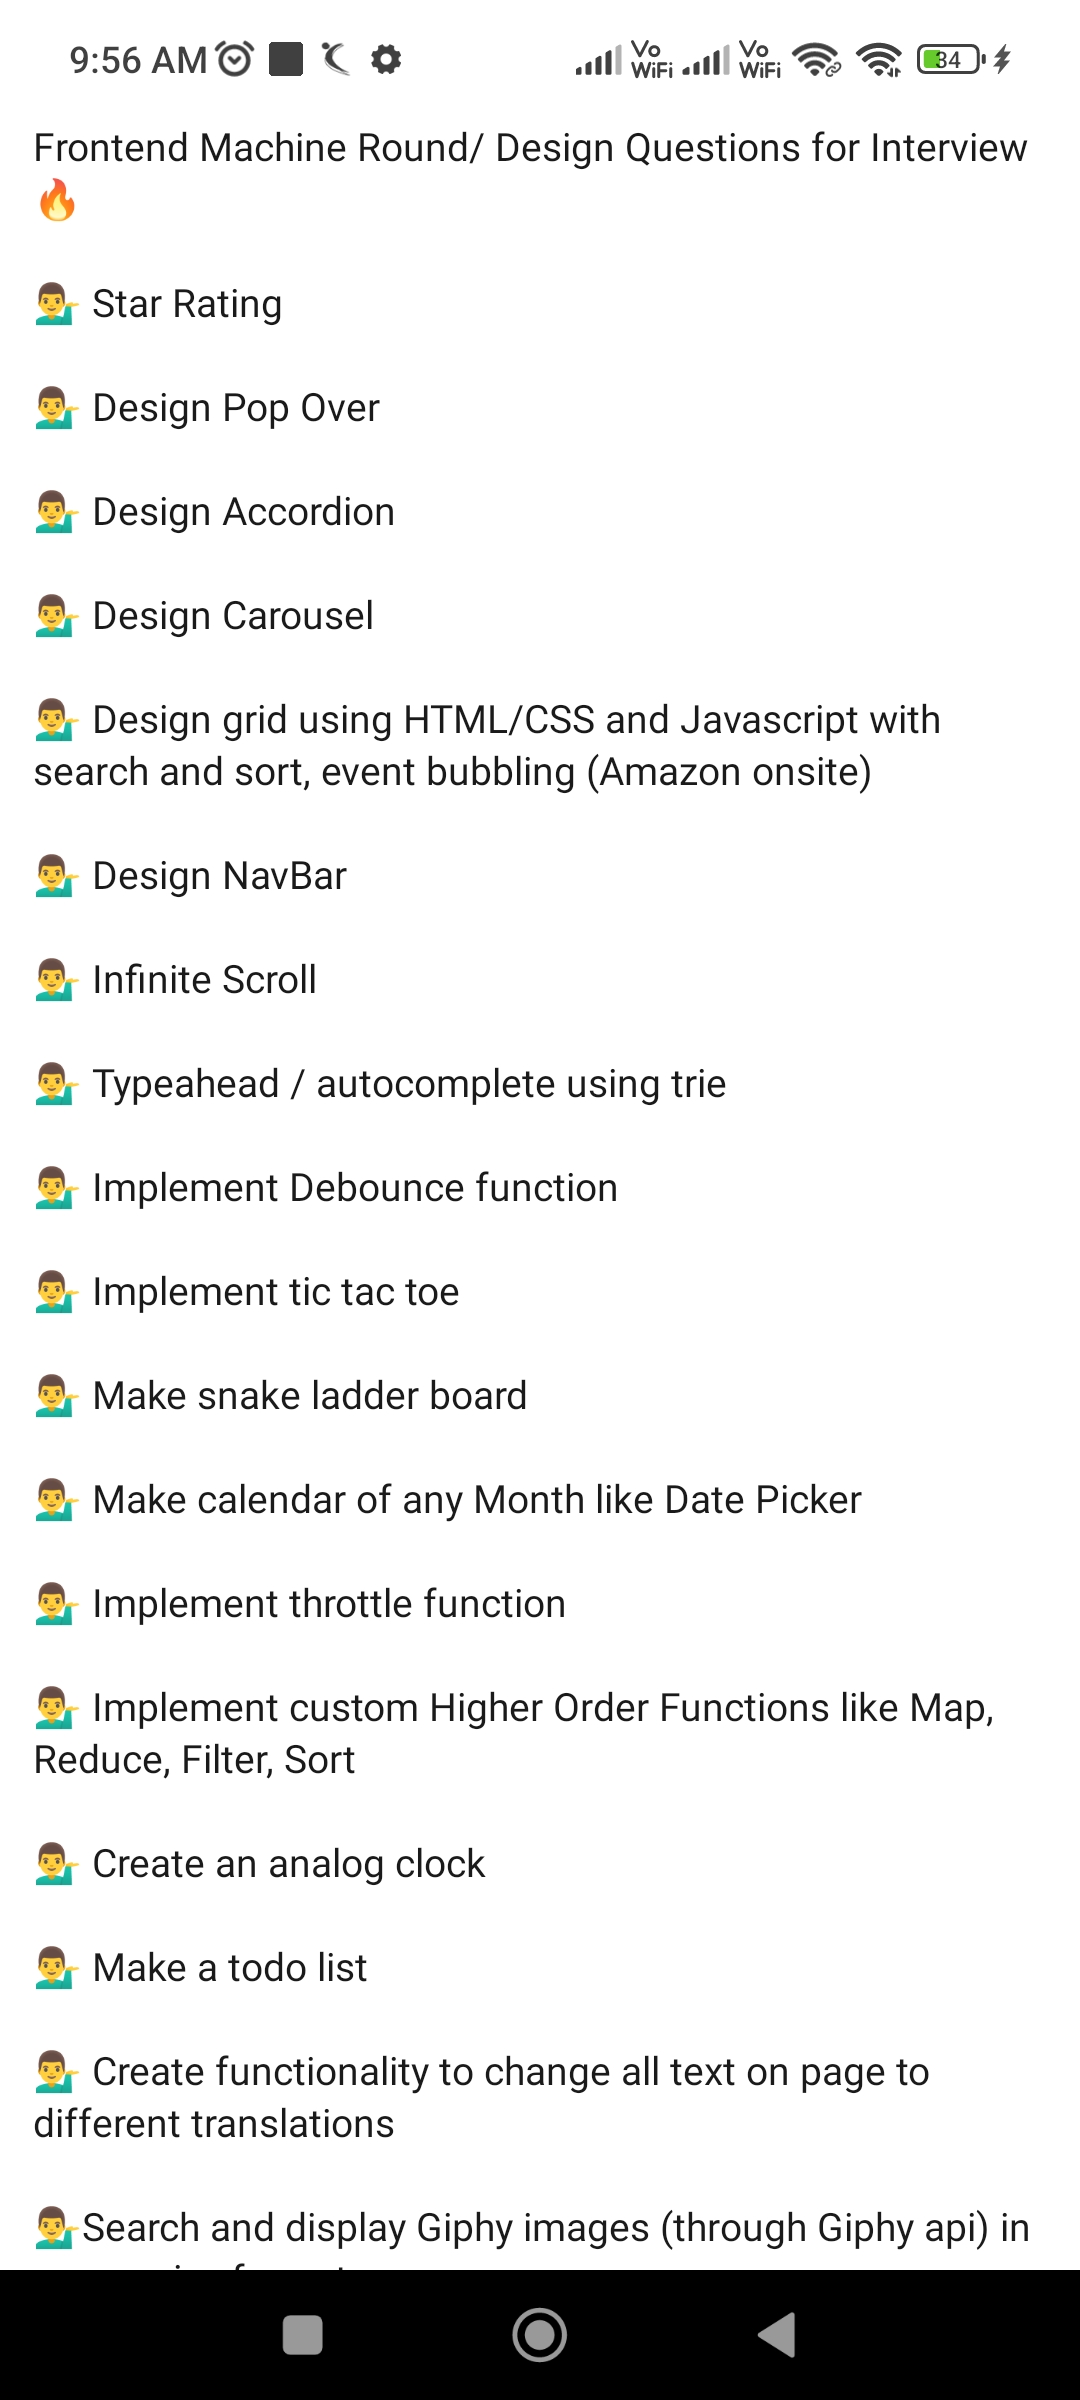 9:56 AM
Vo WiFi
Vo WiFi
34
Frontend Machine Round/ Design Questions for Interview
🔥
💁‍♂️ Star Rating
💁‍♂️ Design Pop Over
💁‍♂️ Design Accordion
💁‍♂️ Design Carousel
💁‍♂️ Design grid using HTML/CSS and Javascript with
search and sort, event bubbling (Amazon onsite)
💁‍♂️ Design NavBar
💁‍♂️ Infinite Scroll
💁‍♂️ Typeahead / autocomplete using trie
💁‍♂️ Implement Debounce function
💁‍♂️ Implement tic tac toe
💁‍♂️ Make snake ladder board
💁‍♂️ Make calendar of any Month like Date Picker
💁‍♂️ Implement throttle function
💁‍♂️ Implement custom Higher Order Functions like Map,
Reduce, Filter, Sort
💁‍♂️ Create an analog clock
💁‍♂️ Make a todo list
💁‍♂️ Create functionality to change all text on page to
different translations
💁‍♂️Search and display Giphy images (through Giphy api) in